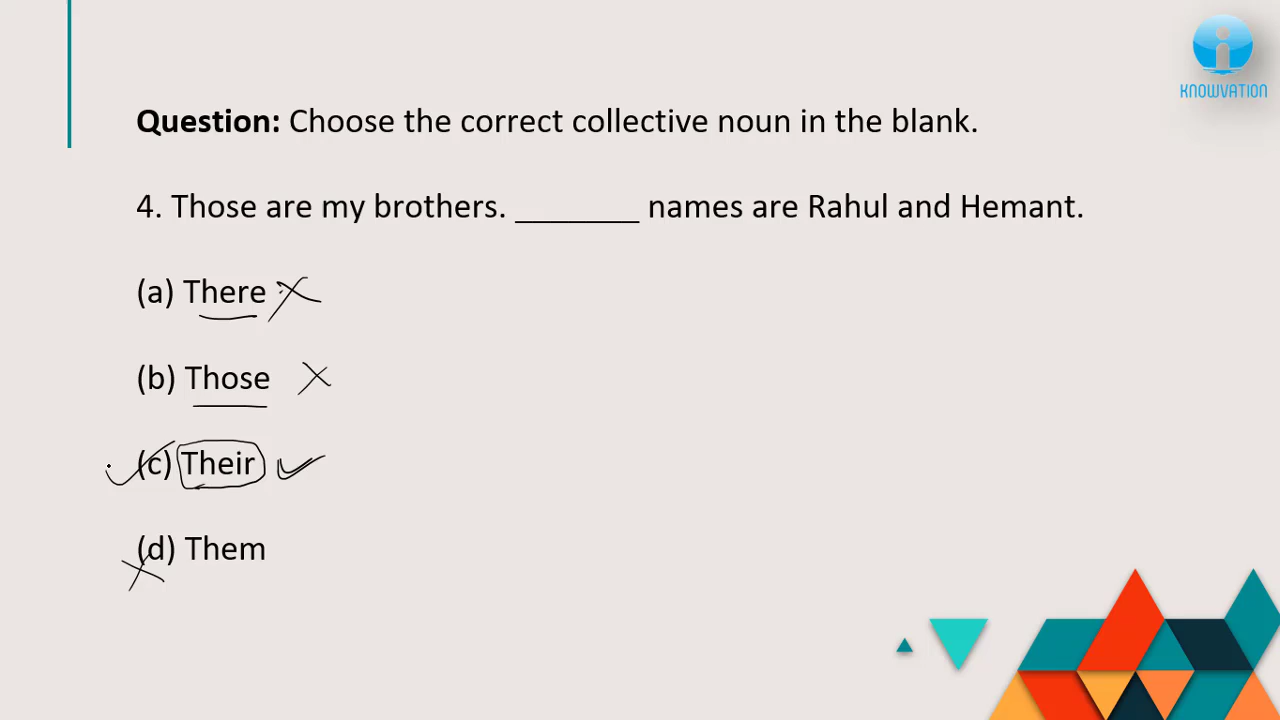 KNOWVATION
Question: Choose the correct collective noun in the blank.
4. Those are my brothers. _______ names are Rahul and Hemant.
(a) There
(b) Those
(c) Their
(d) Them